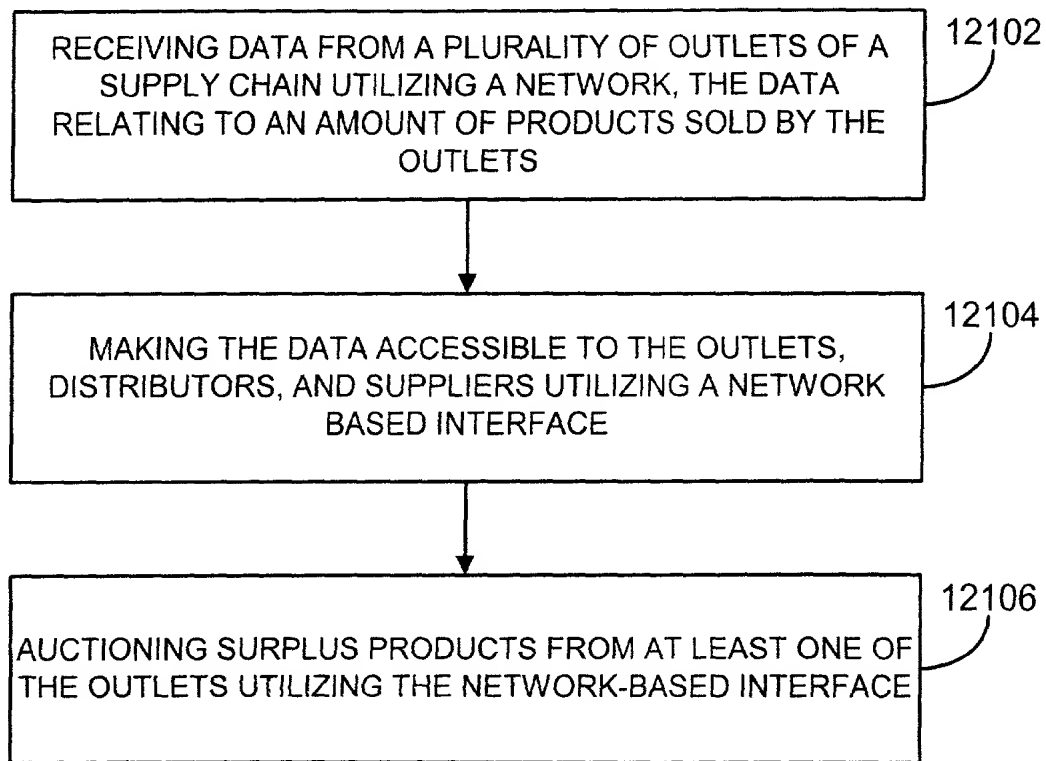 RECEIVING DATA FROM A PLURALITY OF OUTLETS OF A
SUPPLY CHAIN UTILIZING A NETWORK, THE DATA
RELATING TO AN AMOUNT OF PRODUCTS SOLD BY THE
OUTLETS
12102
MAKING THE DATA ACCESSIBLE TO THE OUTLETS,
DISTRIBUTORS, AND SUPPLIERS UTILIZING A NETWORK
BASED INTERFACE
12104
AUCTIONING SURPLUS PRODUCTS FROM AT LEAST ONE OF
THE OUTLETS UTILIZING THE NETWORK-BASED INTERFACE
12106